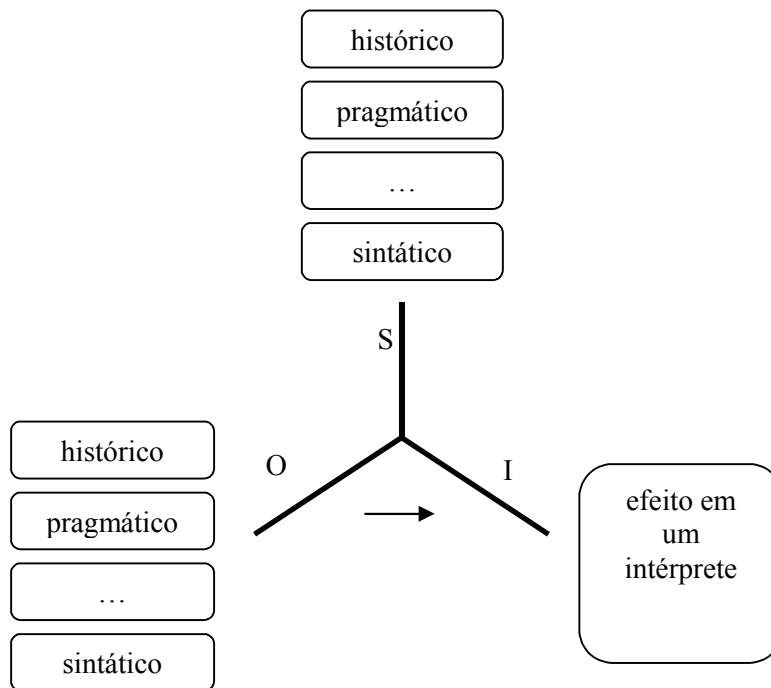 histórico
pragmático
…
sintático
S
O
I
histórico
pragmático
…
sintático
efeito em
um
intérprete